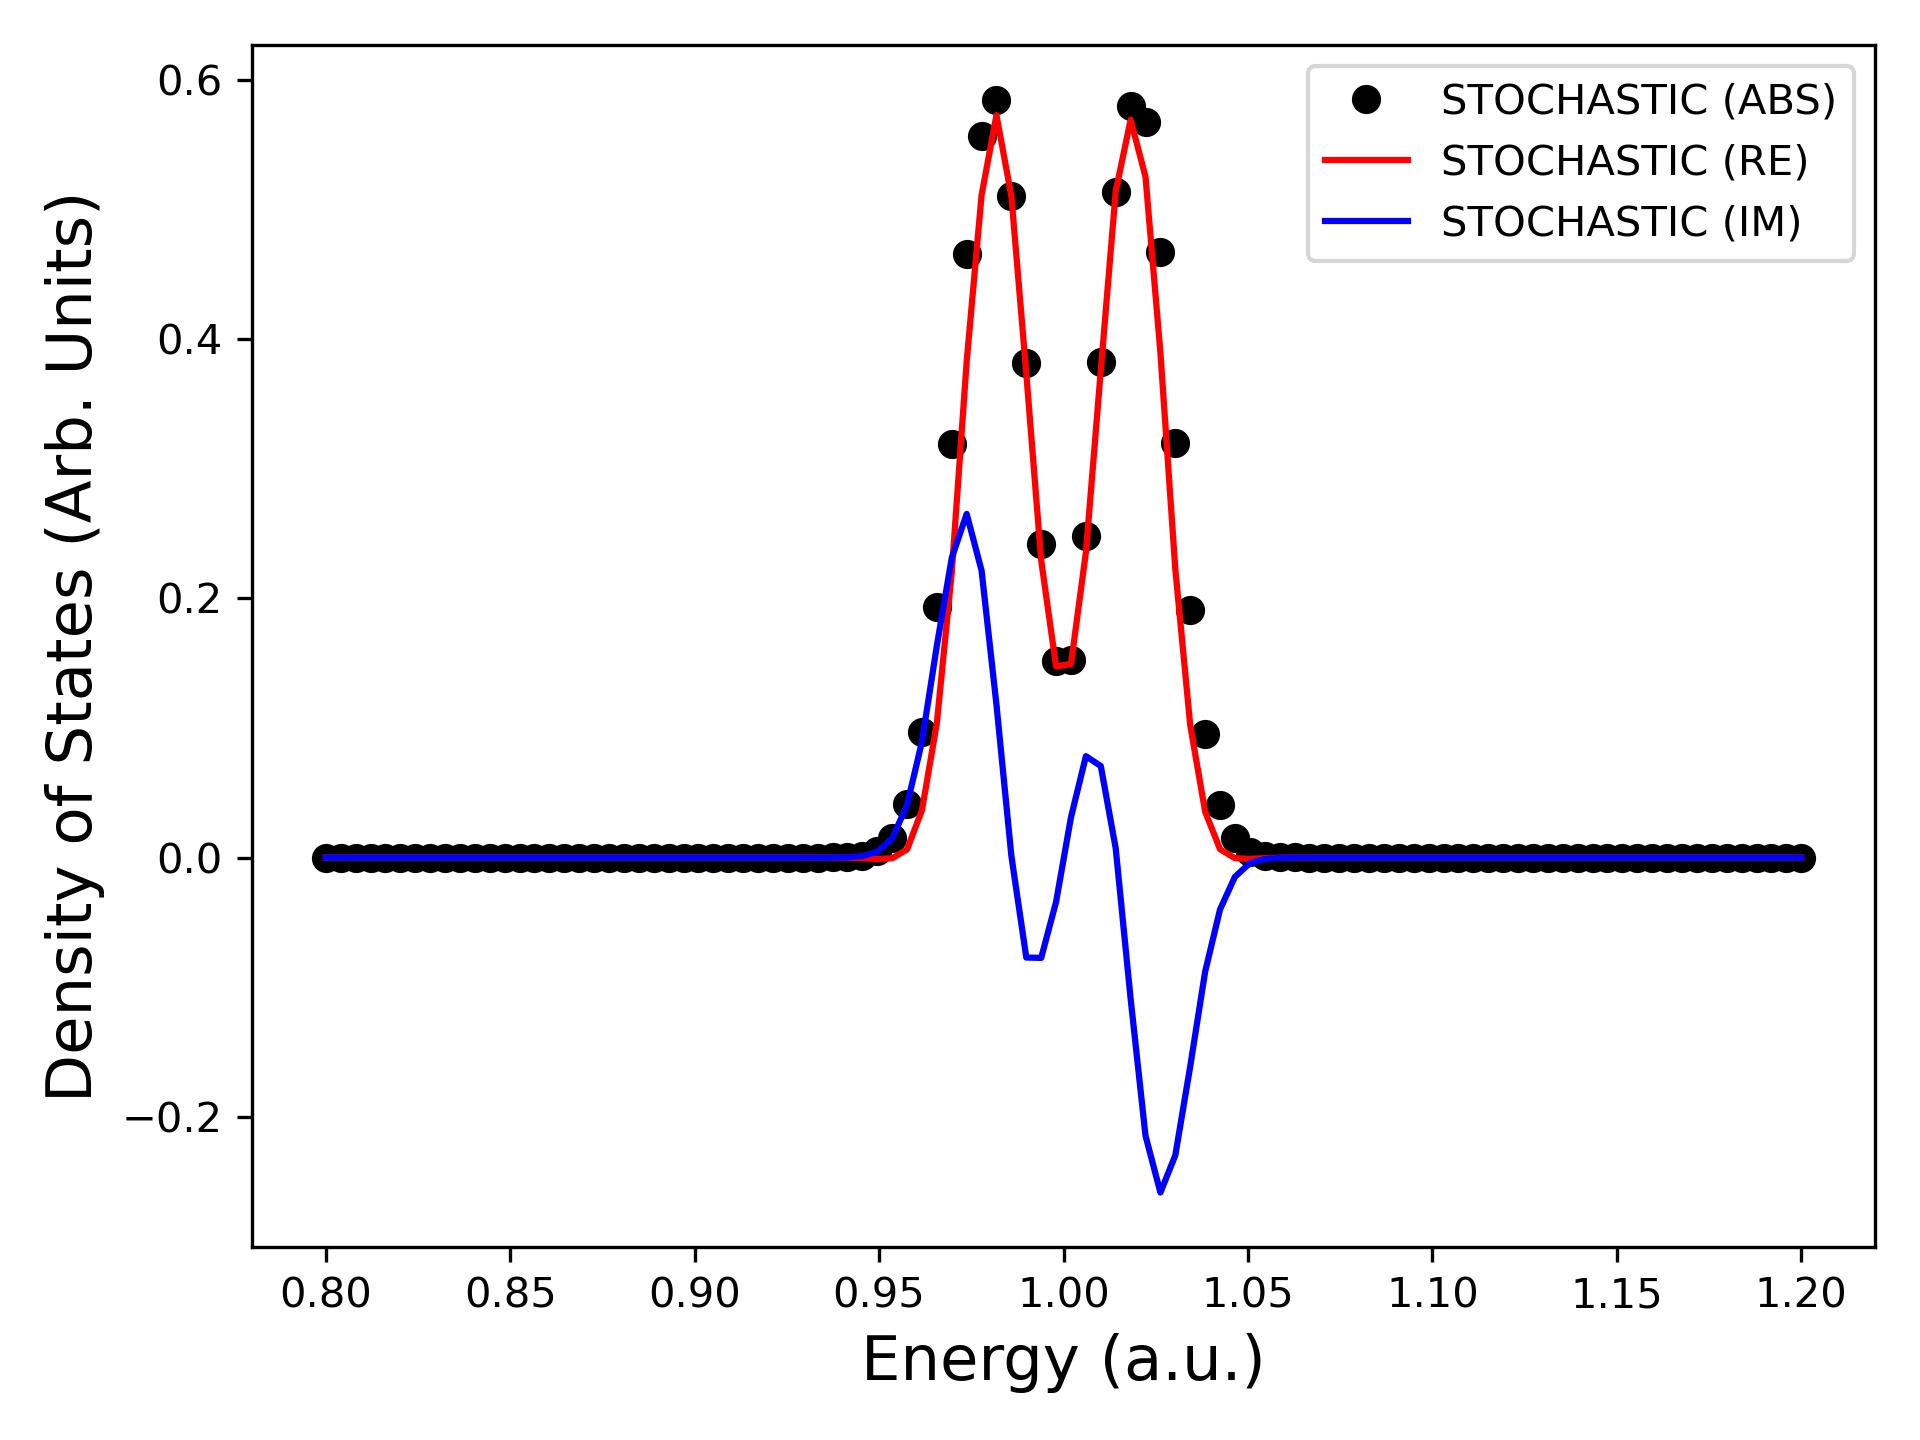 STOCHASTIC (ABS)
STOCHASTIC (RE)
STOCHASTIC (IM)
Density of States (Arb. Units)
0.6
0.4
0.2
0.0
−0.2
0.80 0.85 0.90 0.95 1.00 1.05 1.10 1.15 1.20
Energy (a.u.)